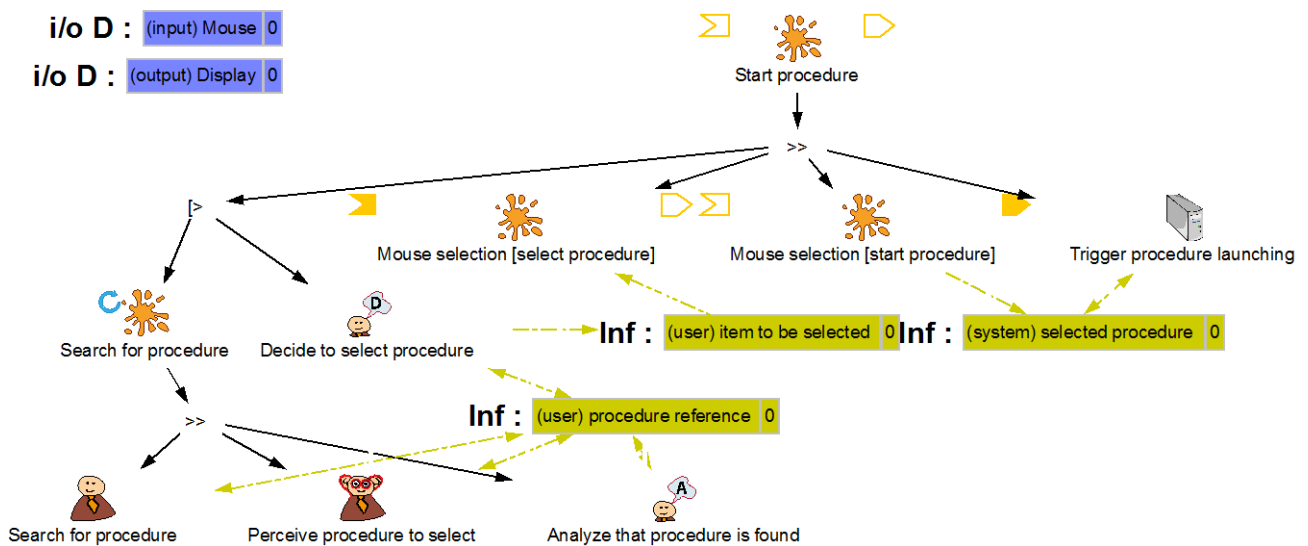 i/o D : (input) Mouse 0
i/o D : (output) Display 0
Start procedure
>>
[>
Mouse selection [select procedure]
Mouse selection [start procedure]
Trigger procedure launching
D
Search for procedure
Decide to select procedure
Inf : (user) item to be selected 0
Inf : (system) selected procedure 0
>>
Inf : (user) procedure reference 0
A
Search for procedure
Perceive procedure to select
Analyze that procedure is found